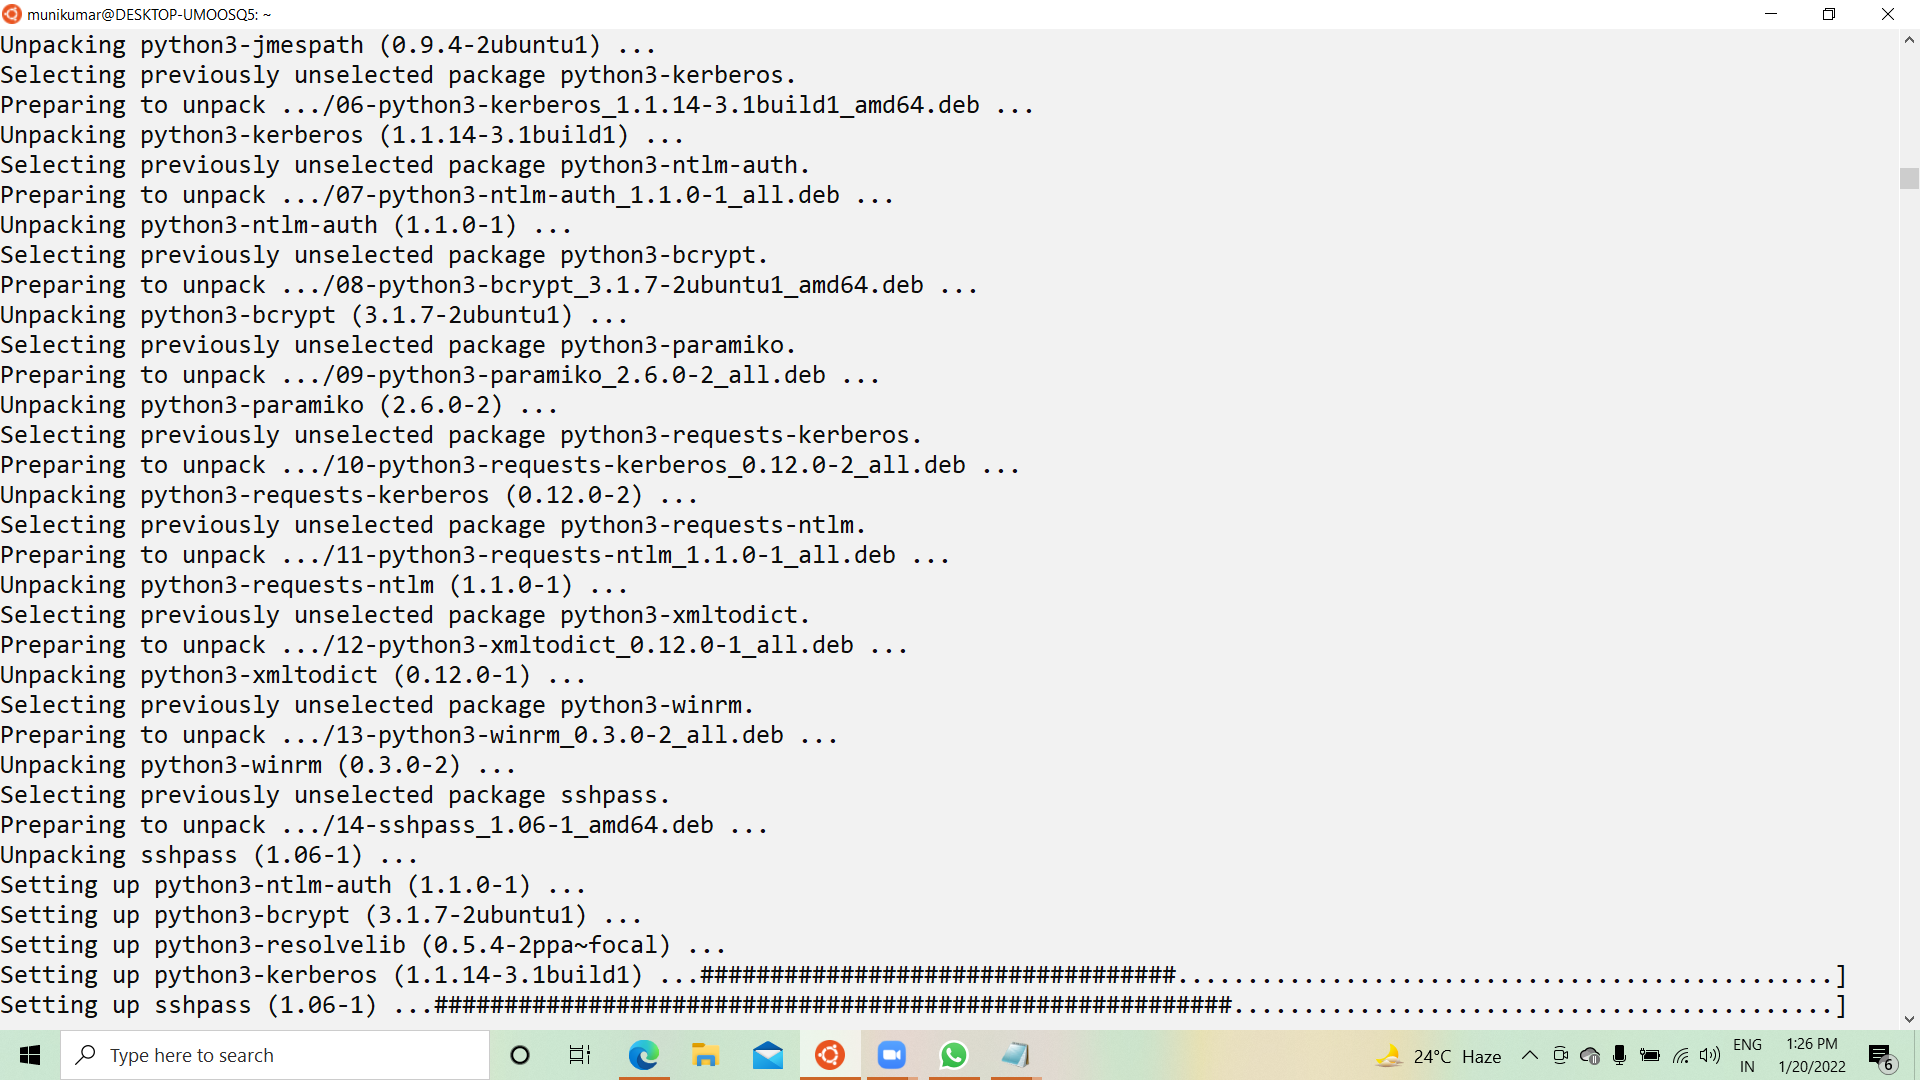 munikumar@DESKTOP-UMOOSQ5: ~
Unpacking python3-jmespath (0.9.4-2ubuntu1) ...
Selecting previously unselected package python3-kerberos.
Preparing to unpack .../06-python3-kerberos_1.1.14-3.1build1_amd64.deb ...
Unpacking python3-kerberos (1.1.14-3.1build1) ...
Selecting previously unselected package python3-ntlm-auth.
Preparing to unpack .../07-python3-ntlm-auth_1.1.0-1_all.deb ...
Unpacking python3-ntlm-auth (1.1.0-1) ...
Selecting previously unselected package python3-bcrypt.
Preparing to unpack .../08-python3-bcrypt_3.1.7-2ubuntu1_amd64.deb ...
Unpacking python3-bcrypt (3.1.7-2ubuntu1) ...
Selecting previously unselected package python3-paramiko.
Preparing to unpack .../09-python3-paramiko_2.6.0-2_all.deb ...
Unpacking python3-paramiko (2.6.0-2) ...
Selecting previously unselected package python3-requests-kerberos.
Preparing to unpack .../10-python3-requests-kerberos_0.12.0-2_all.deb ...
Unpacking python3-requests-kerberos (0.12.0-2) ...
Selecting previously unselected package python3-requests-ntlm.
Preparing to unpack .../11-python3-requests-ntlm_1.1.0-1_all.deb ...
Unpacking python3-requests-ntlm (1.1.0-1) ...
Selecting previously unselected package python3-xmltodict.
Preparing to unpack .../12-python3-xmltodict_0.12.0-1_all.deb ...
Unpacking python3-xmltodict (0.12.0-1) ...
Selecting previously unselected package python3-winrm.
Preparing to unpack .../13-python3-winrm_0.3.0-2_all.deb ...
Unpacking python3-winrm (0.3.0-2) ...
Selecting previously unselected package sshpass.
Preparing to unpack .../14-sshpass_1.06-1_amd64.deb ...
Unpacking sshpass (1.06-1) ...
Setting up python3-ntlm-auth (1.1.0-1) ...
Setting up python3-bcrypt (3.1.7-2ubuntu1) ...
Setting up python3-resolvelib (0.5.4-2ppa~focal) ...
Setting up python3-kerberos (1.1.14-3.1build1) ...##################################...............................................]
Setting up sshpass (1.06-1) ...#########################################################...........................................]
Type here to search
24°C Haze
ENG
IN
1:26 PM
1/20/2022
6